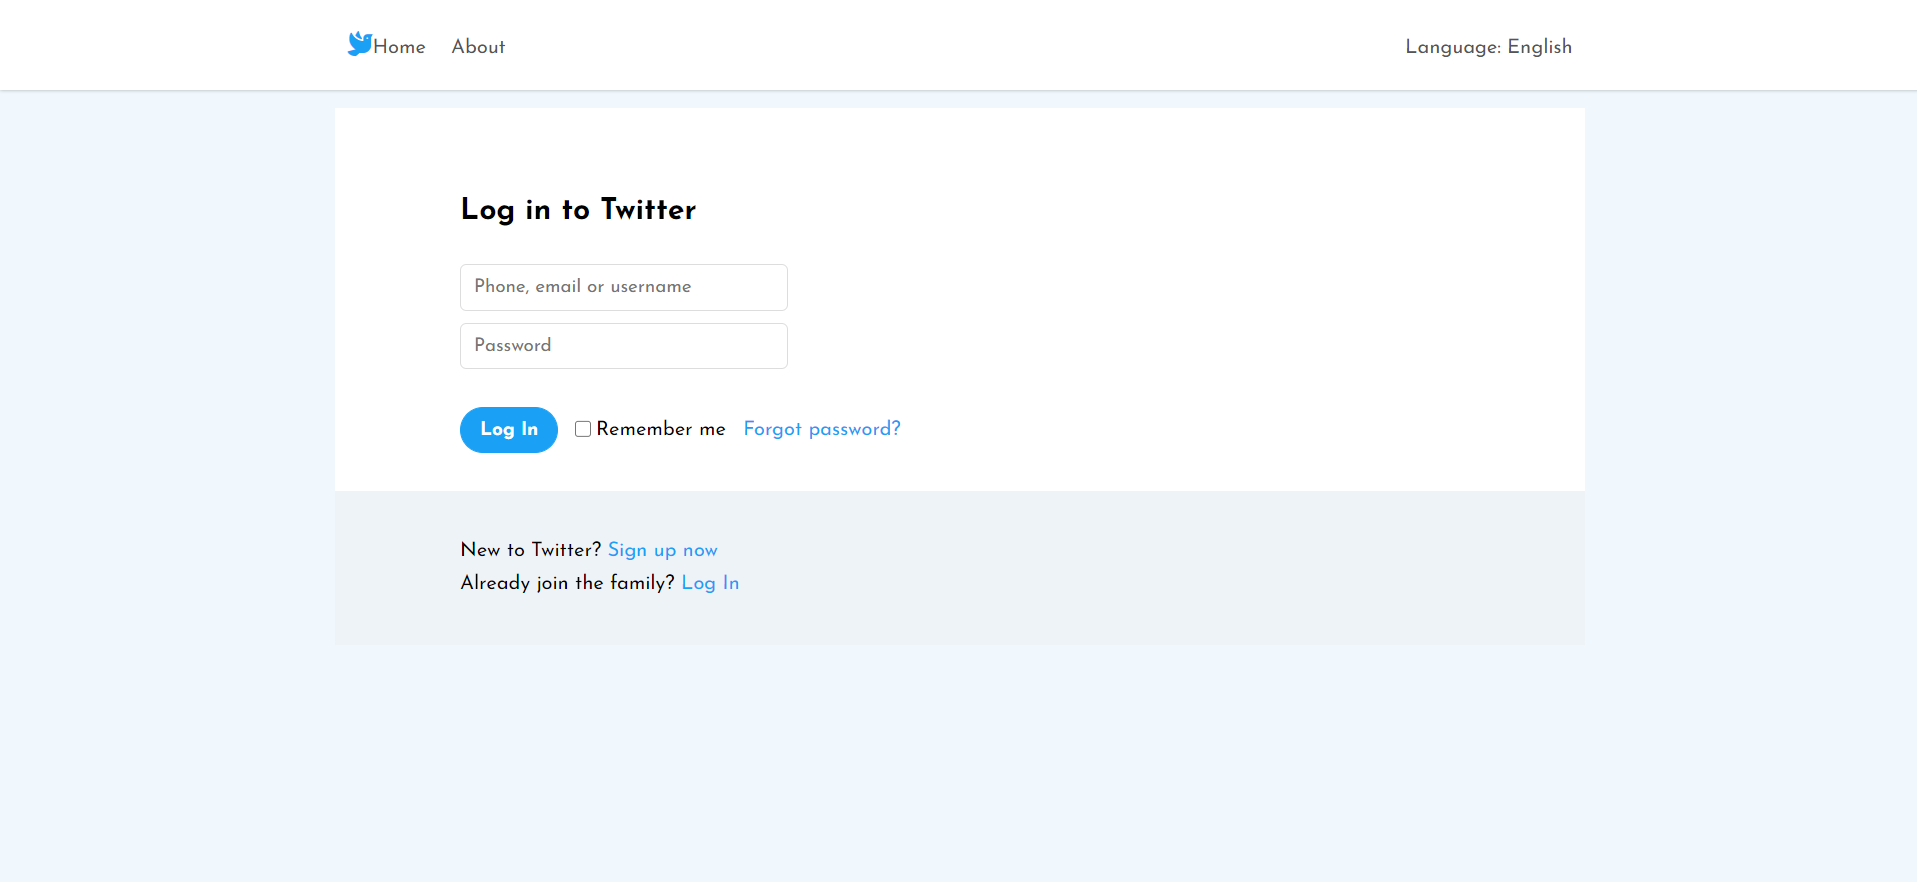 Home About Language: English
Log in to Twitter
Phone, email or username
Password
Log In Remember me Forgot password?
New to Twitter? Sign up now
Already join the family? Log In